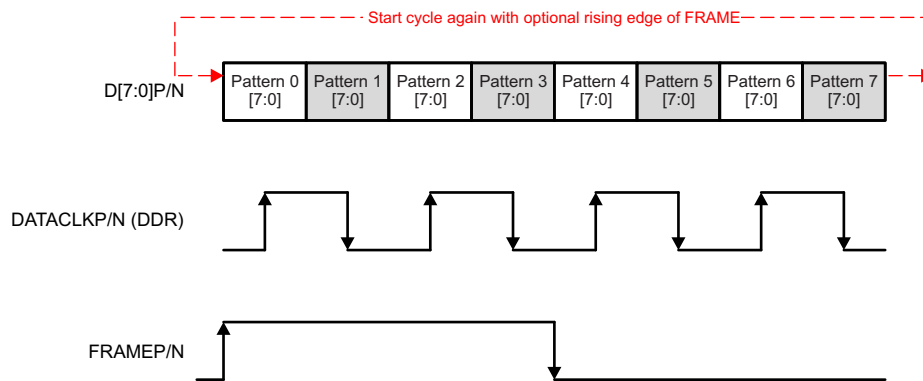 Start cycle again with optional rising edge of FRAME
D[7:0]P/N
Pattern 0 Pattern 1 Pattern 2 Pattern 3 Pattern 4 Pattern 5 Pattern 6 Pattern 7
[7:0] [7:0] [7:0] [7:0] [7:0] [7:0] [7:0] [7:0]
DATACLKP/N (DDR)
FRAMEP/N